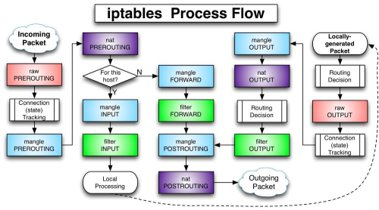 iptables Process Flow
Incoming
Packet
raw
PREROUTING
Connection
(state)
Tracking
mangle
PREROUTING
nat
PREROUTING
For this
host?
N
Y
mangle
INPUT
filter
INPUT
Local
Processing
mangle
FORWARD
filter
FORWARD
mangle
POSTROUTING
nat
POSTROUTING
mangle
OUTPUT
nat
OUTPUT
Routing
Decision
filter
OUTPUT
Outgoing
Packet
Locally-
generated Packet
Routing
Decision
raw
OUTPUT
Connection
(state)
Tracking